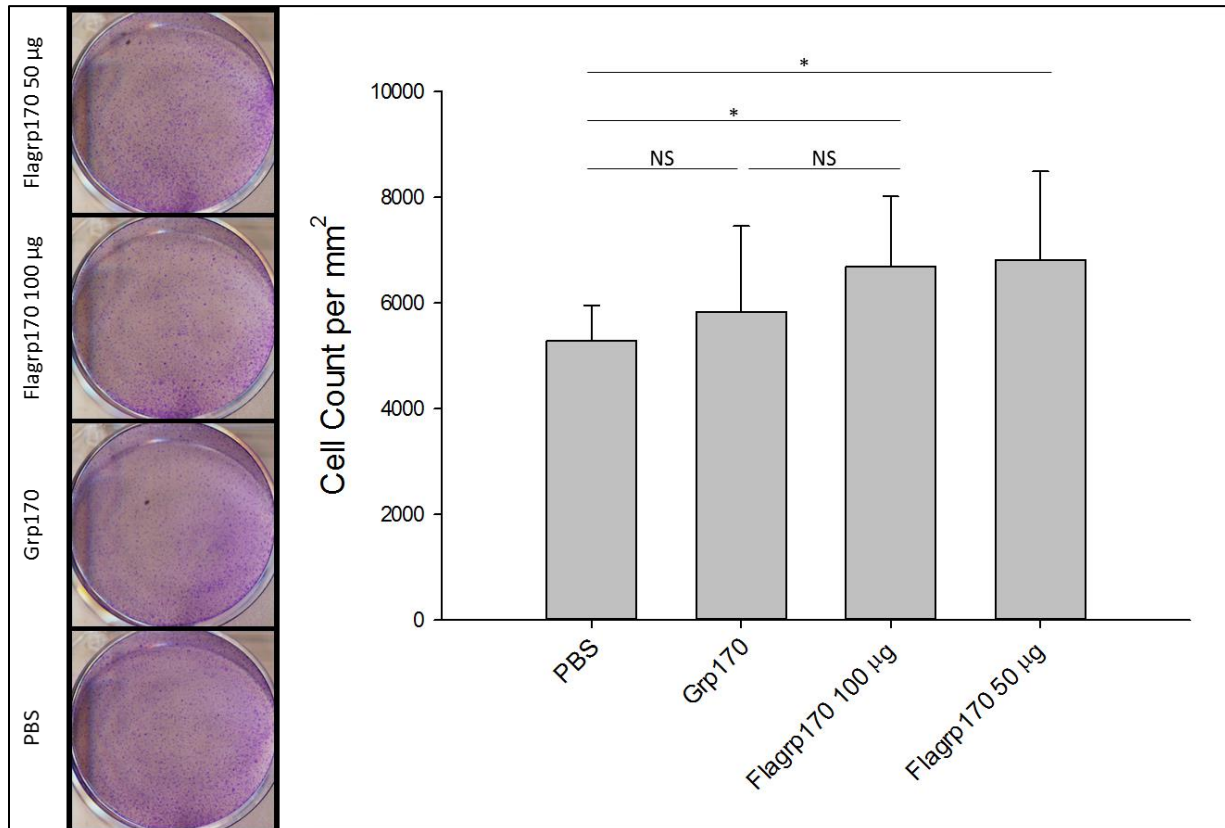 Flagrp170 50 µg
Flagrp170 100 µg
Grp170
PBS
*
*
NS NS
Cell Count per mm²
10000
8000
6000
4000
2000
0
PBS
Grp170
Flagrp170 100 µg
Flagrp170 50 µg